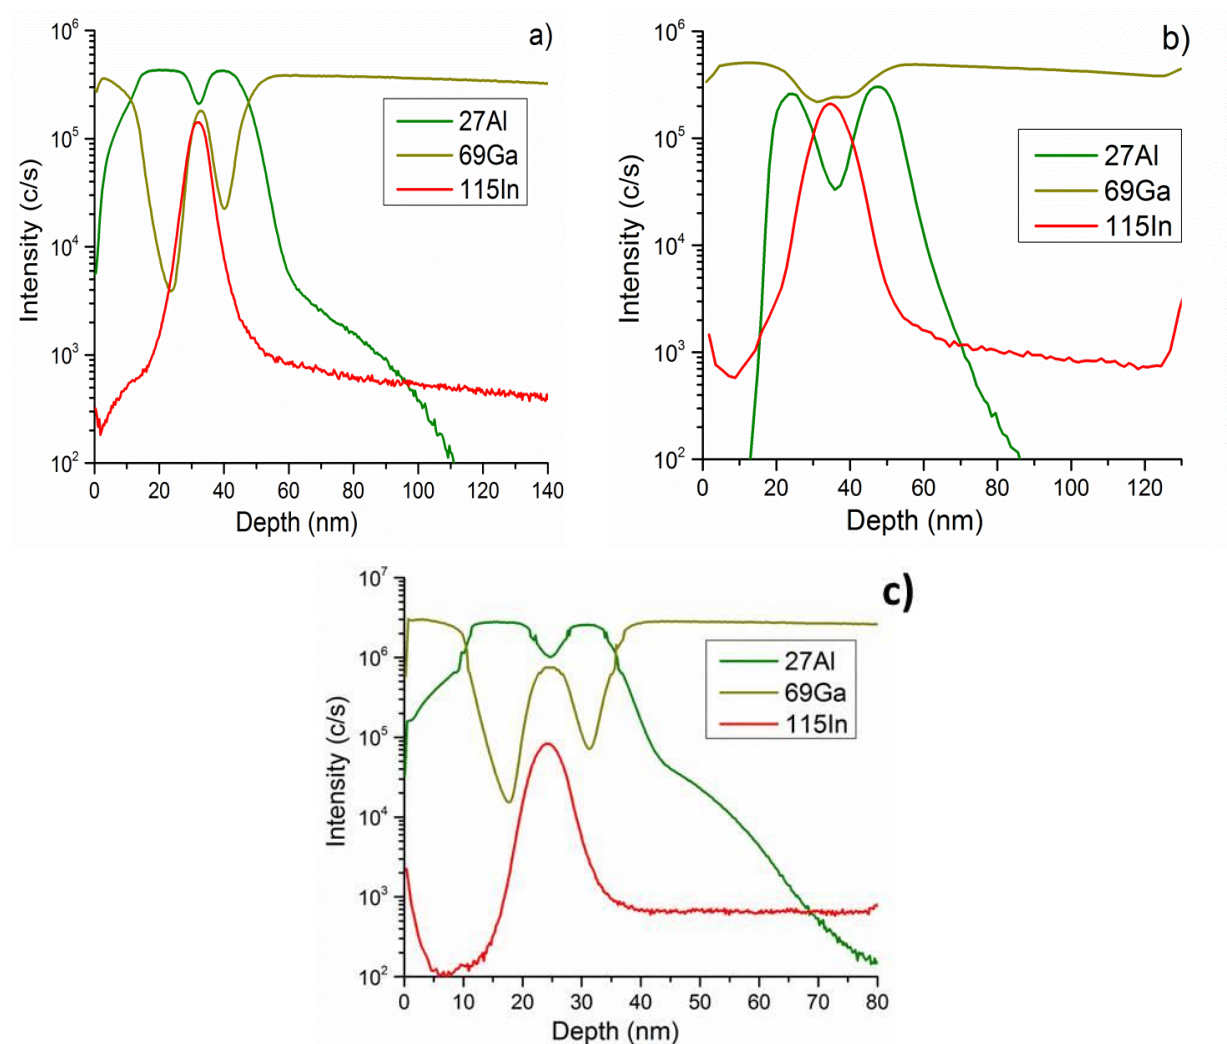 a)
10⁶
10⁵
10⁴
10³
10²
Intensity (c/s)
27Al
69Ga
115In
0 20 40 60 80 100 120 140
Depth (nm)
b)
10⁶
10⁵
10⁴
10³
10²
Intensity (c/s)
27Al
69Ga
115In
0 20 40 60 80 100 120
Depth (nm)
c)
10⁷
10⁶
10⁵
10⁴
10³
10²
Intensity (c/s)
27Al
69Ga
115In
0 10 20 30 40 50 60 70 80
Depth (nm)